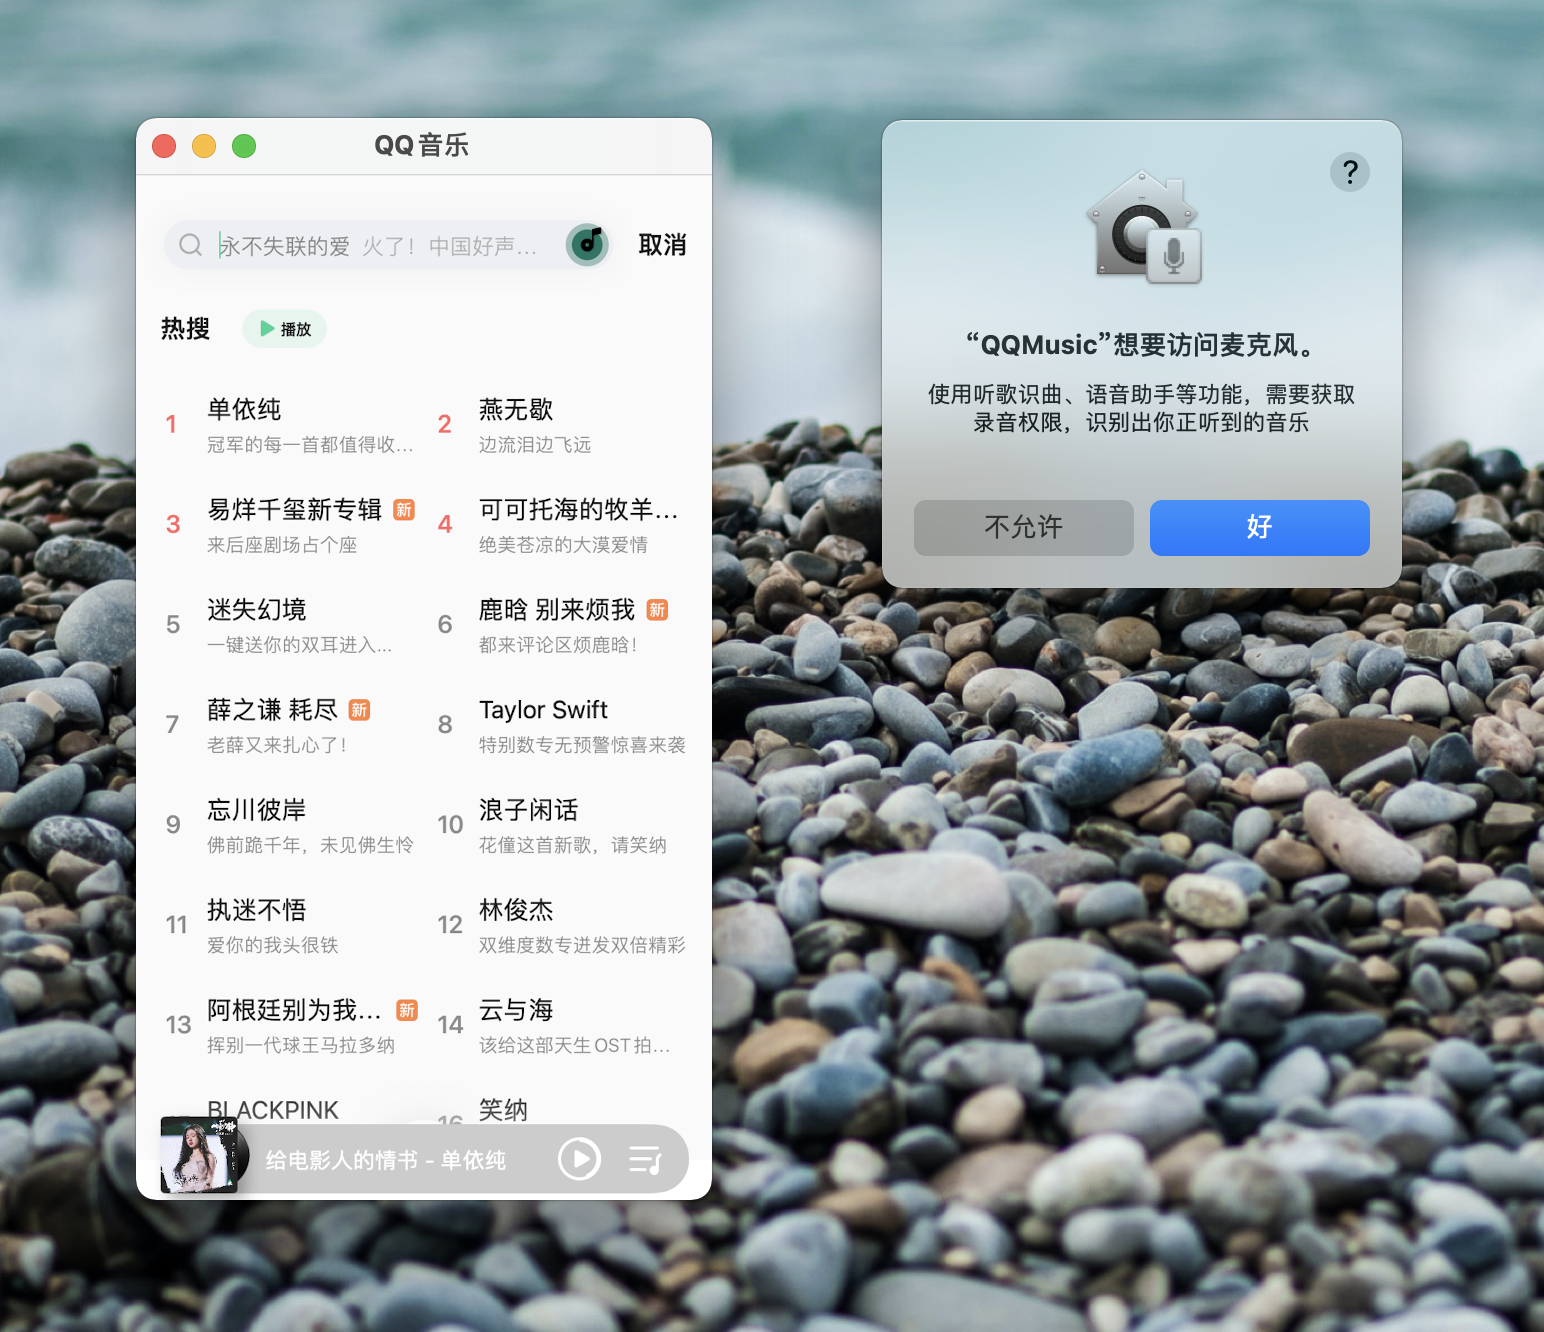 QQ音乐
永不失联的爱 火了！中国好声...
取消
热搜
播放
1 单依纯
冠军的每一首都值得收...
2 燕无歇
边流泪边飞远
3 易烊千玺新专辑 新
来后座剧场占个座
4 可可托海的牧羊...
绝美苍凉的大漠爱情
5 迷失幻境
一键送你的双耳进入...
6 鹿晗 别来烦我 新
都来评论区烦鹿晗！
7 薛之谦 耗尽 新
老薛又来扎心了！
8 Taylor Swift
特别数专无预警惊喜来袭
9 忘川彼岸
佛前跪千年，未见佛生怜
10 浪子闲话
花僮这首新歌，请笑纳
11 执迷不悟
爱你的我头很铁
12 林俊杰
双维度数专迸发双倍精彩
13 阿根廷别为我... 新
挥别一代球王马拉多纳
14 云与海
该给这部天生OST拍...
BLACKPINK
16 笑纳
给电影人的情书 - 单依纯
?
“QQMusic”想要访问麦克风。
使用听歌识曲、语音助手等功能，需要获取
录音权限，识别出你正听到的音乐
不允许
好